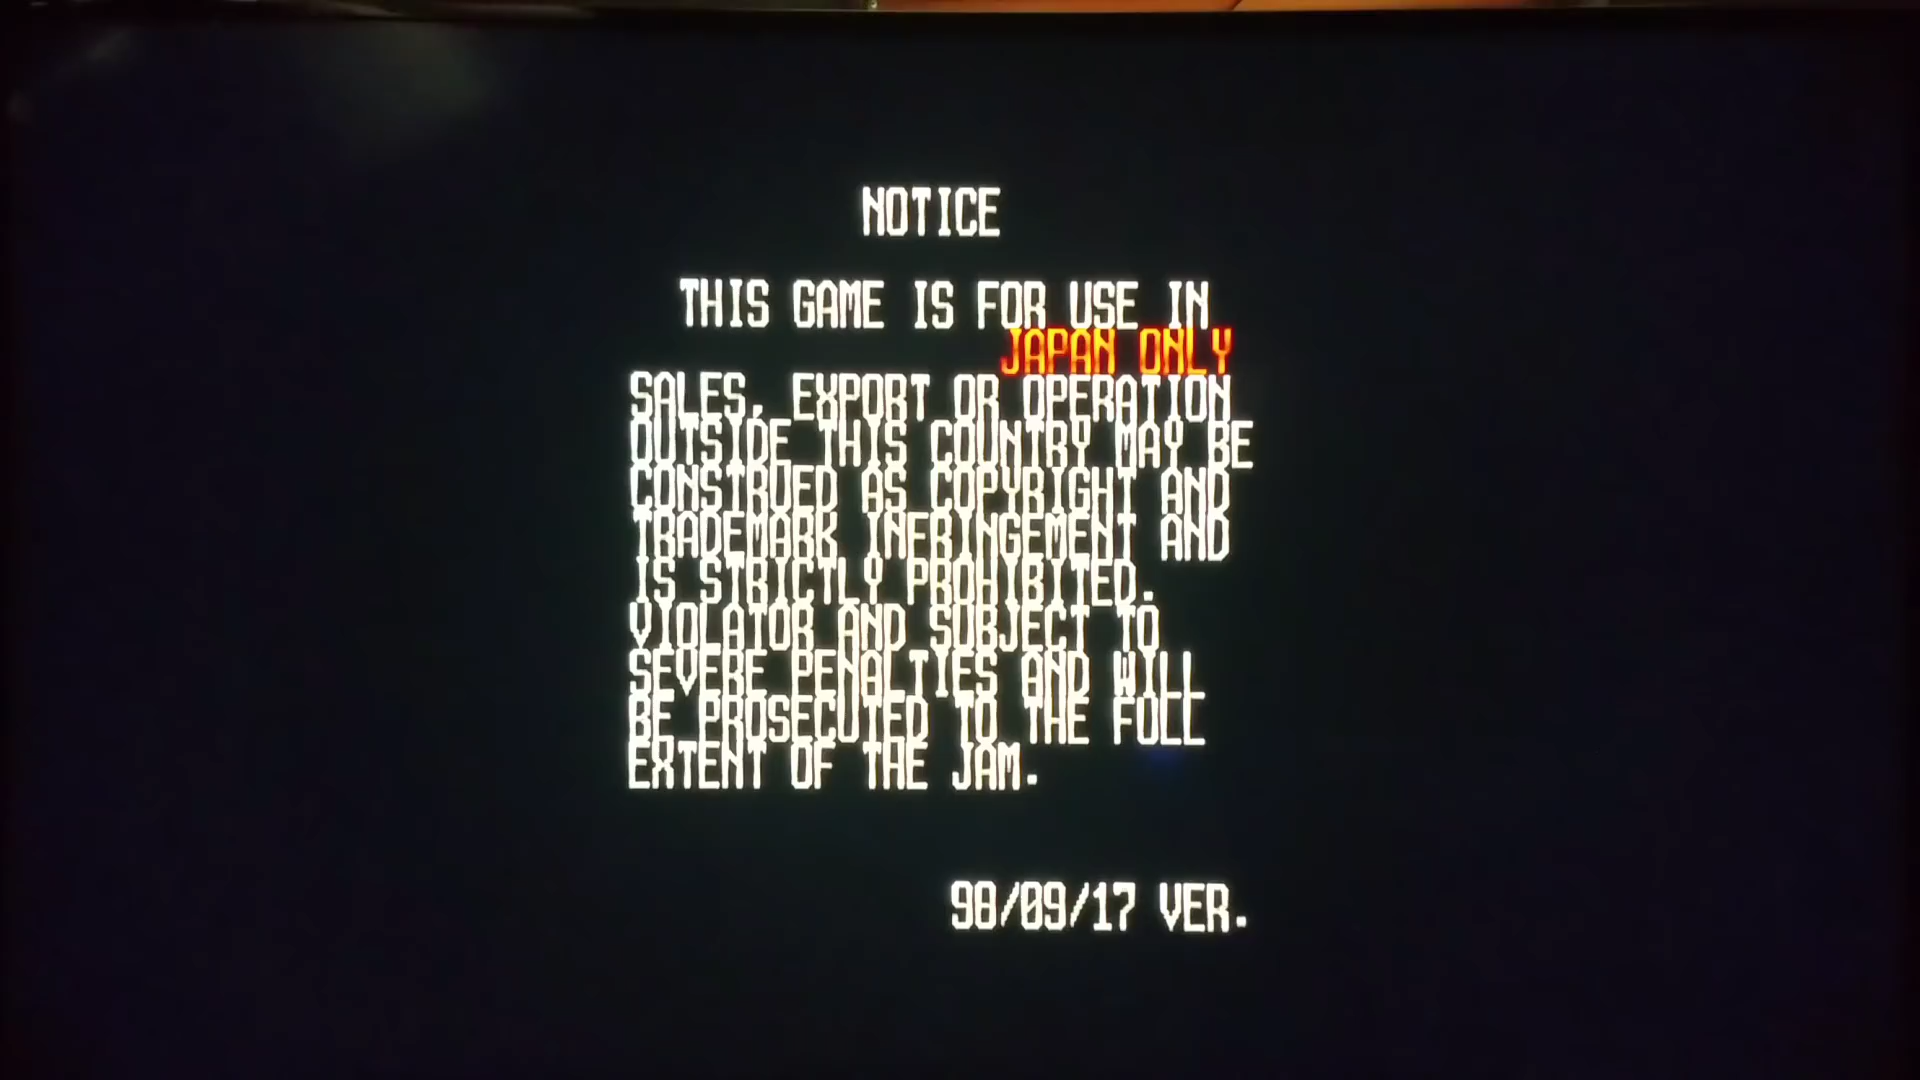 NOTICE
THIS GAME IS FOR USE IN
JAPAN ONLY
SALES, EXPORT OR OPERATION
OUTSIDE THIS COUNTRY MAY BE
CONSTRUED AS COPYRIGHT AND
TRADEMARK INFRINGEMENT AND
IS STRICTLY PROHIBITED.
VIOLATOR AND SUBJECT TO
SEVERE PENALTIES AND WILL
BE PROSECUTED TO THE FULL
EXTENT OF THE JAM.
98/09/17 VER.